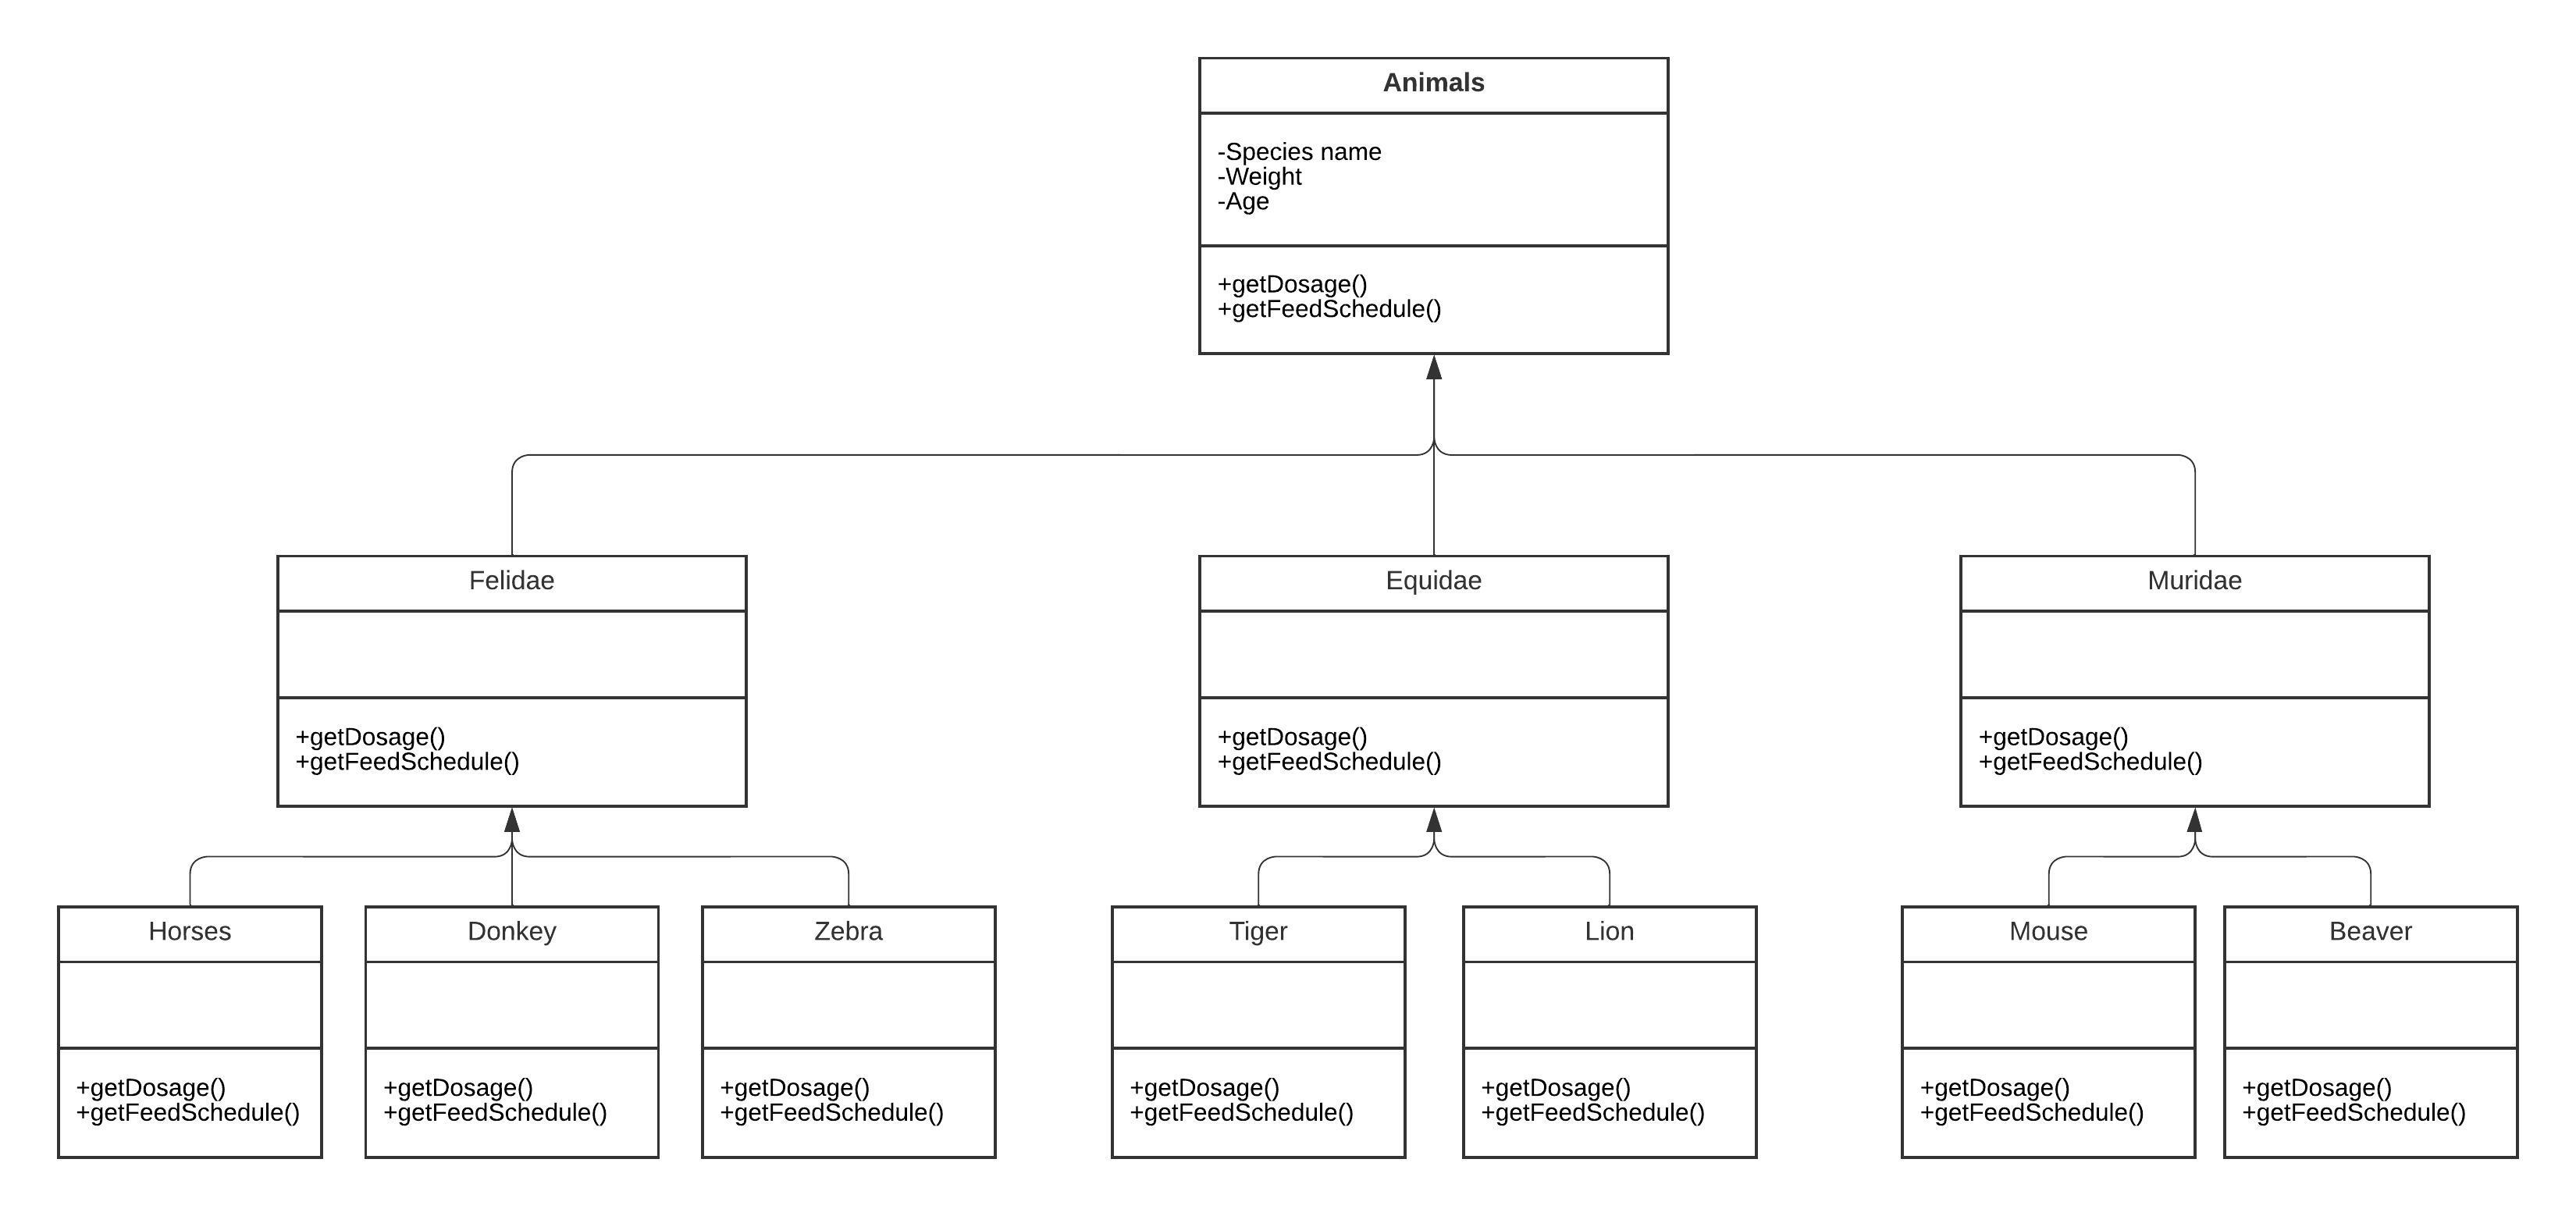 Animals
-Species name
-Weight
-Age
+getDosage()
+getFeedSchedule()
Felidae
+getDosage()
+getFeedSchedule()
Equidae
+getDosage()
+getFeedSchedule()
Muridae
+getDosage()
+getFeedSchedule()
Horses
+getDosage()
+getFeedSchedule()
Donkey
+getDosage()
+getFeedSchedule()
Zebra
+getDosage()
+getFeedSchedule()
Tiger
+getDosage()
+getFeedSchedule()
Lion
+getDosage()
+getFeedSchedule()
Mouse
+getDosage()
+getFeedSchedule()
Beaver
+getDosage()
+getFeedSchedule()